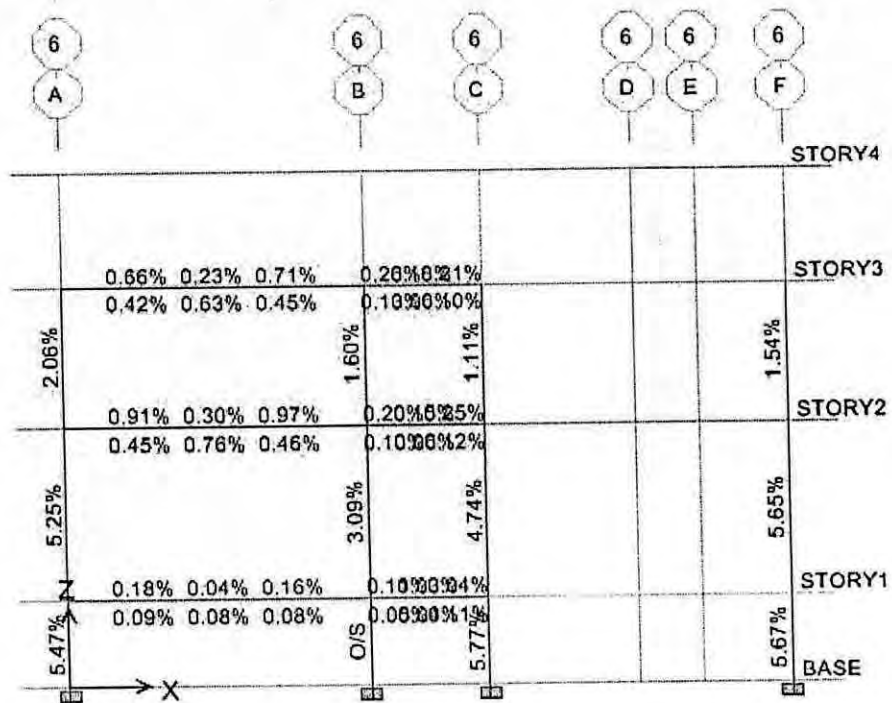 6 6 6 6 6 6
A B C D E F
STORY4
0.66% 0.23% 0.71% STORY3
0.42% 0.63% 0.45%
2.06% 1.60% 1.11% 1.54%
0.91% 0.30% 0.97% STORY2
0.45% 0.76% 0.46%
5.25% 3.09% 4.74% 5.65%
Z 0.18% 0.04% 0.16% STORY1
0.09% 0.08% 0.08%
5.47% O/S 5.77% 5.67%
X BASE